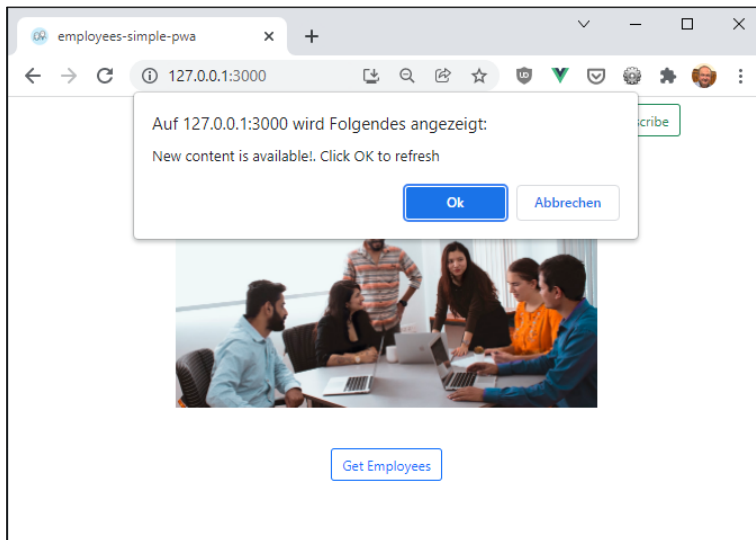 employees-simple-pwa
127.0.0.1:3000
Auf 127.0.0.1:3000 wird Folgendes angezeigt:
New content is available!. Click OK to refresh
Ok
Abbrechen
Get Employees